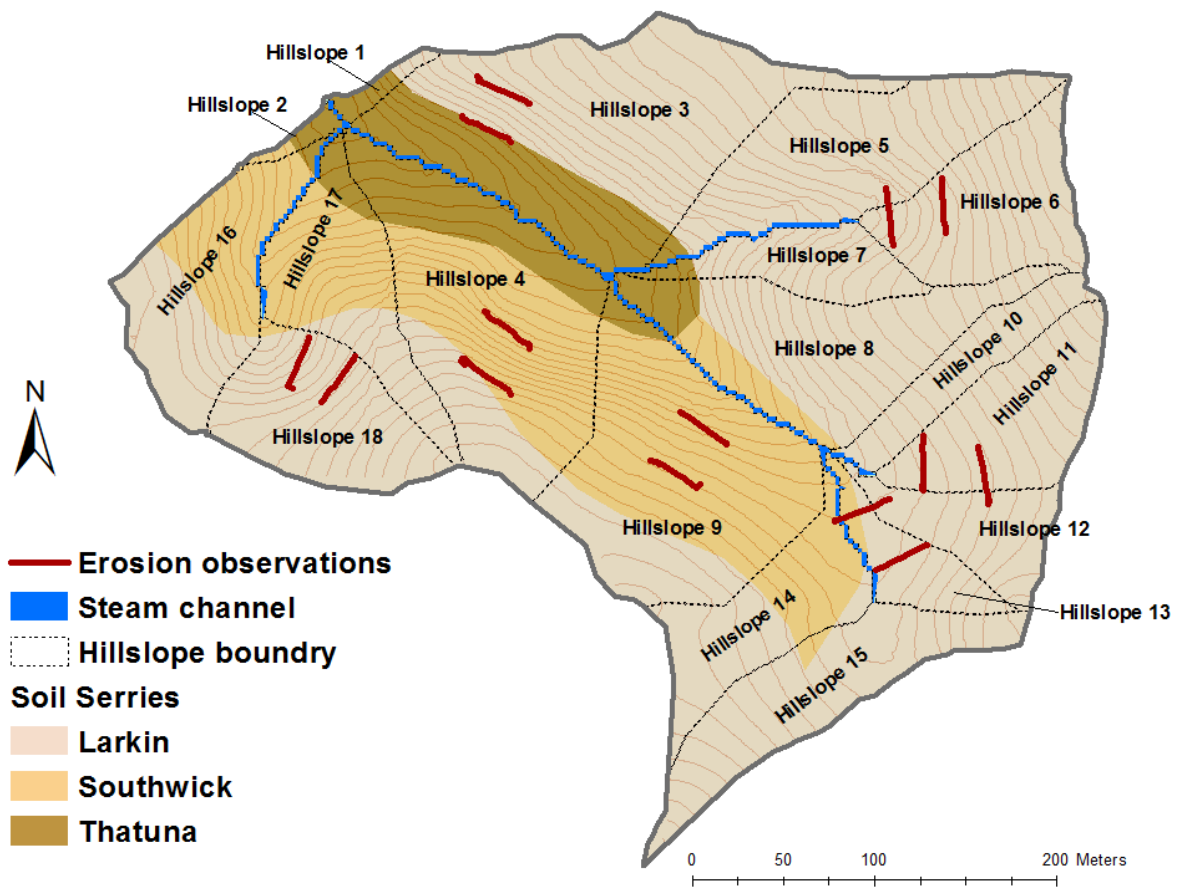 Hillslope 1
Hillslope 2
Hillslope 3
Hillslope 5
Hillslope 6
Hillslope 16
Hillslope 17
Hillslope 4
Hillslope 7
Hillslope 8
Hillslope 10
Hillslope 11
Hillslope 18
Hillslope 9
Hillslope 12
Hillslope 14
Hillslope 13
Hillslope 15
N
Erosion observations
Steam channel
Hillslope boundry
Soil Serries
Larkin
Southwick
Thatuna
0 50 100 200 Meters